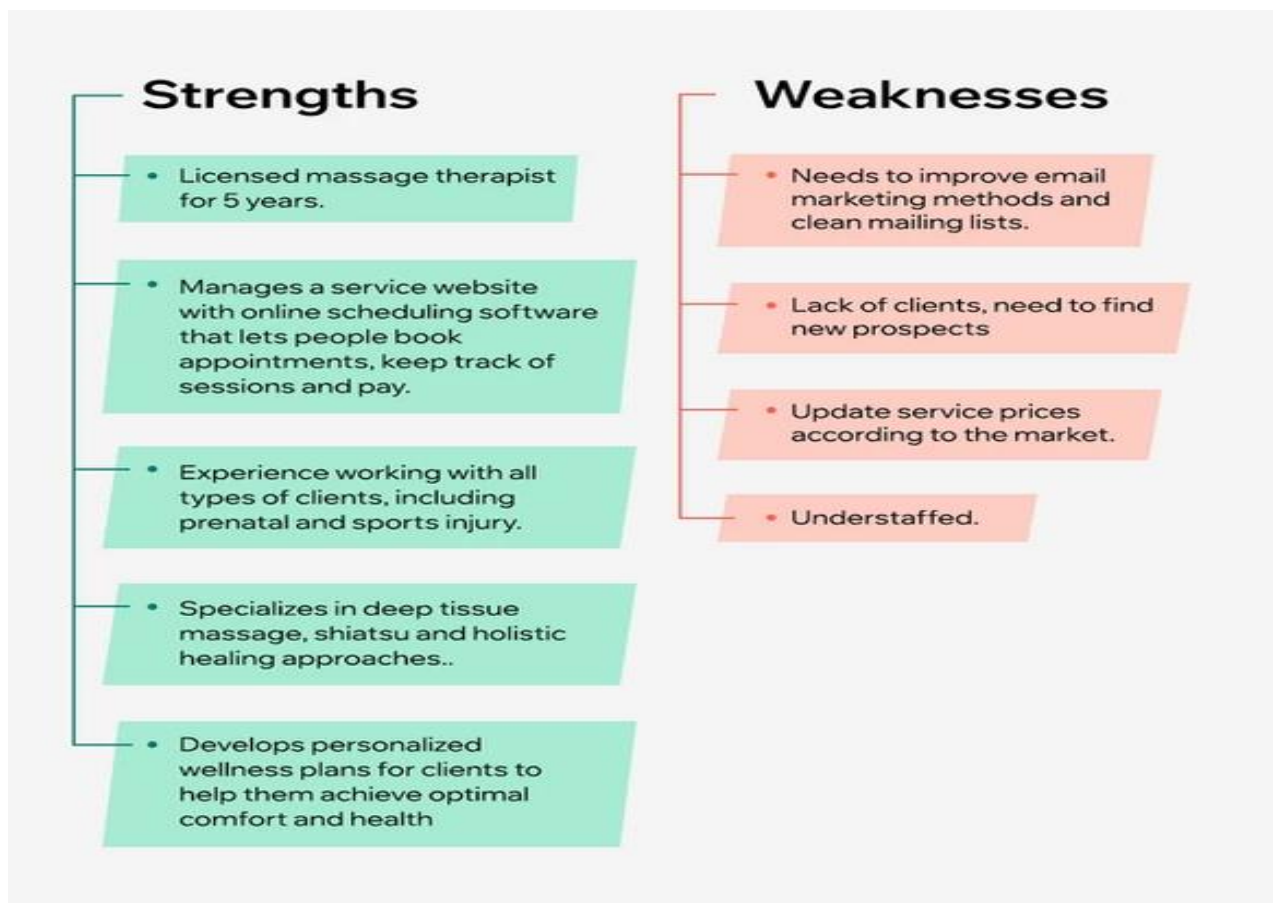 Strengths
• Licensed massage therapist
for 5 years.
• Manages a service website
with online scheduling software
that lets people book
appointments, keep track of
sessions and pay.
• Experience working with all
types of clients, including
prenatal and sports injury.
• Specializes in deep tissue
massage, shiatsu and holistic
healing approaches..
• Develops personalized
wellness plans for clients to
help them achieve optimal
comfort and health
Weaknesses
• Needs to improve email
marketing methods and
clean mailing lists.
• Lack of clients, need to find
new prospects
• Update service prices
according to the market.
• Understaffed.